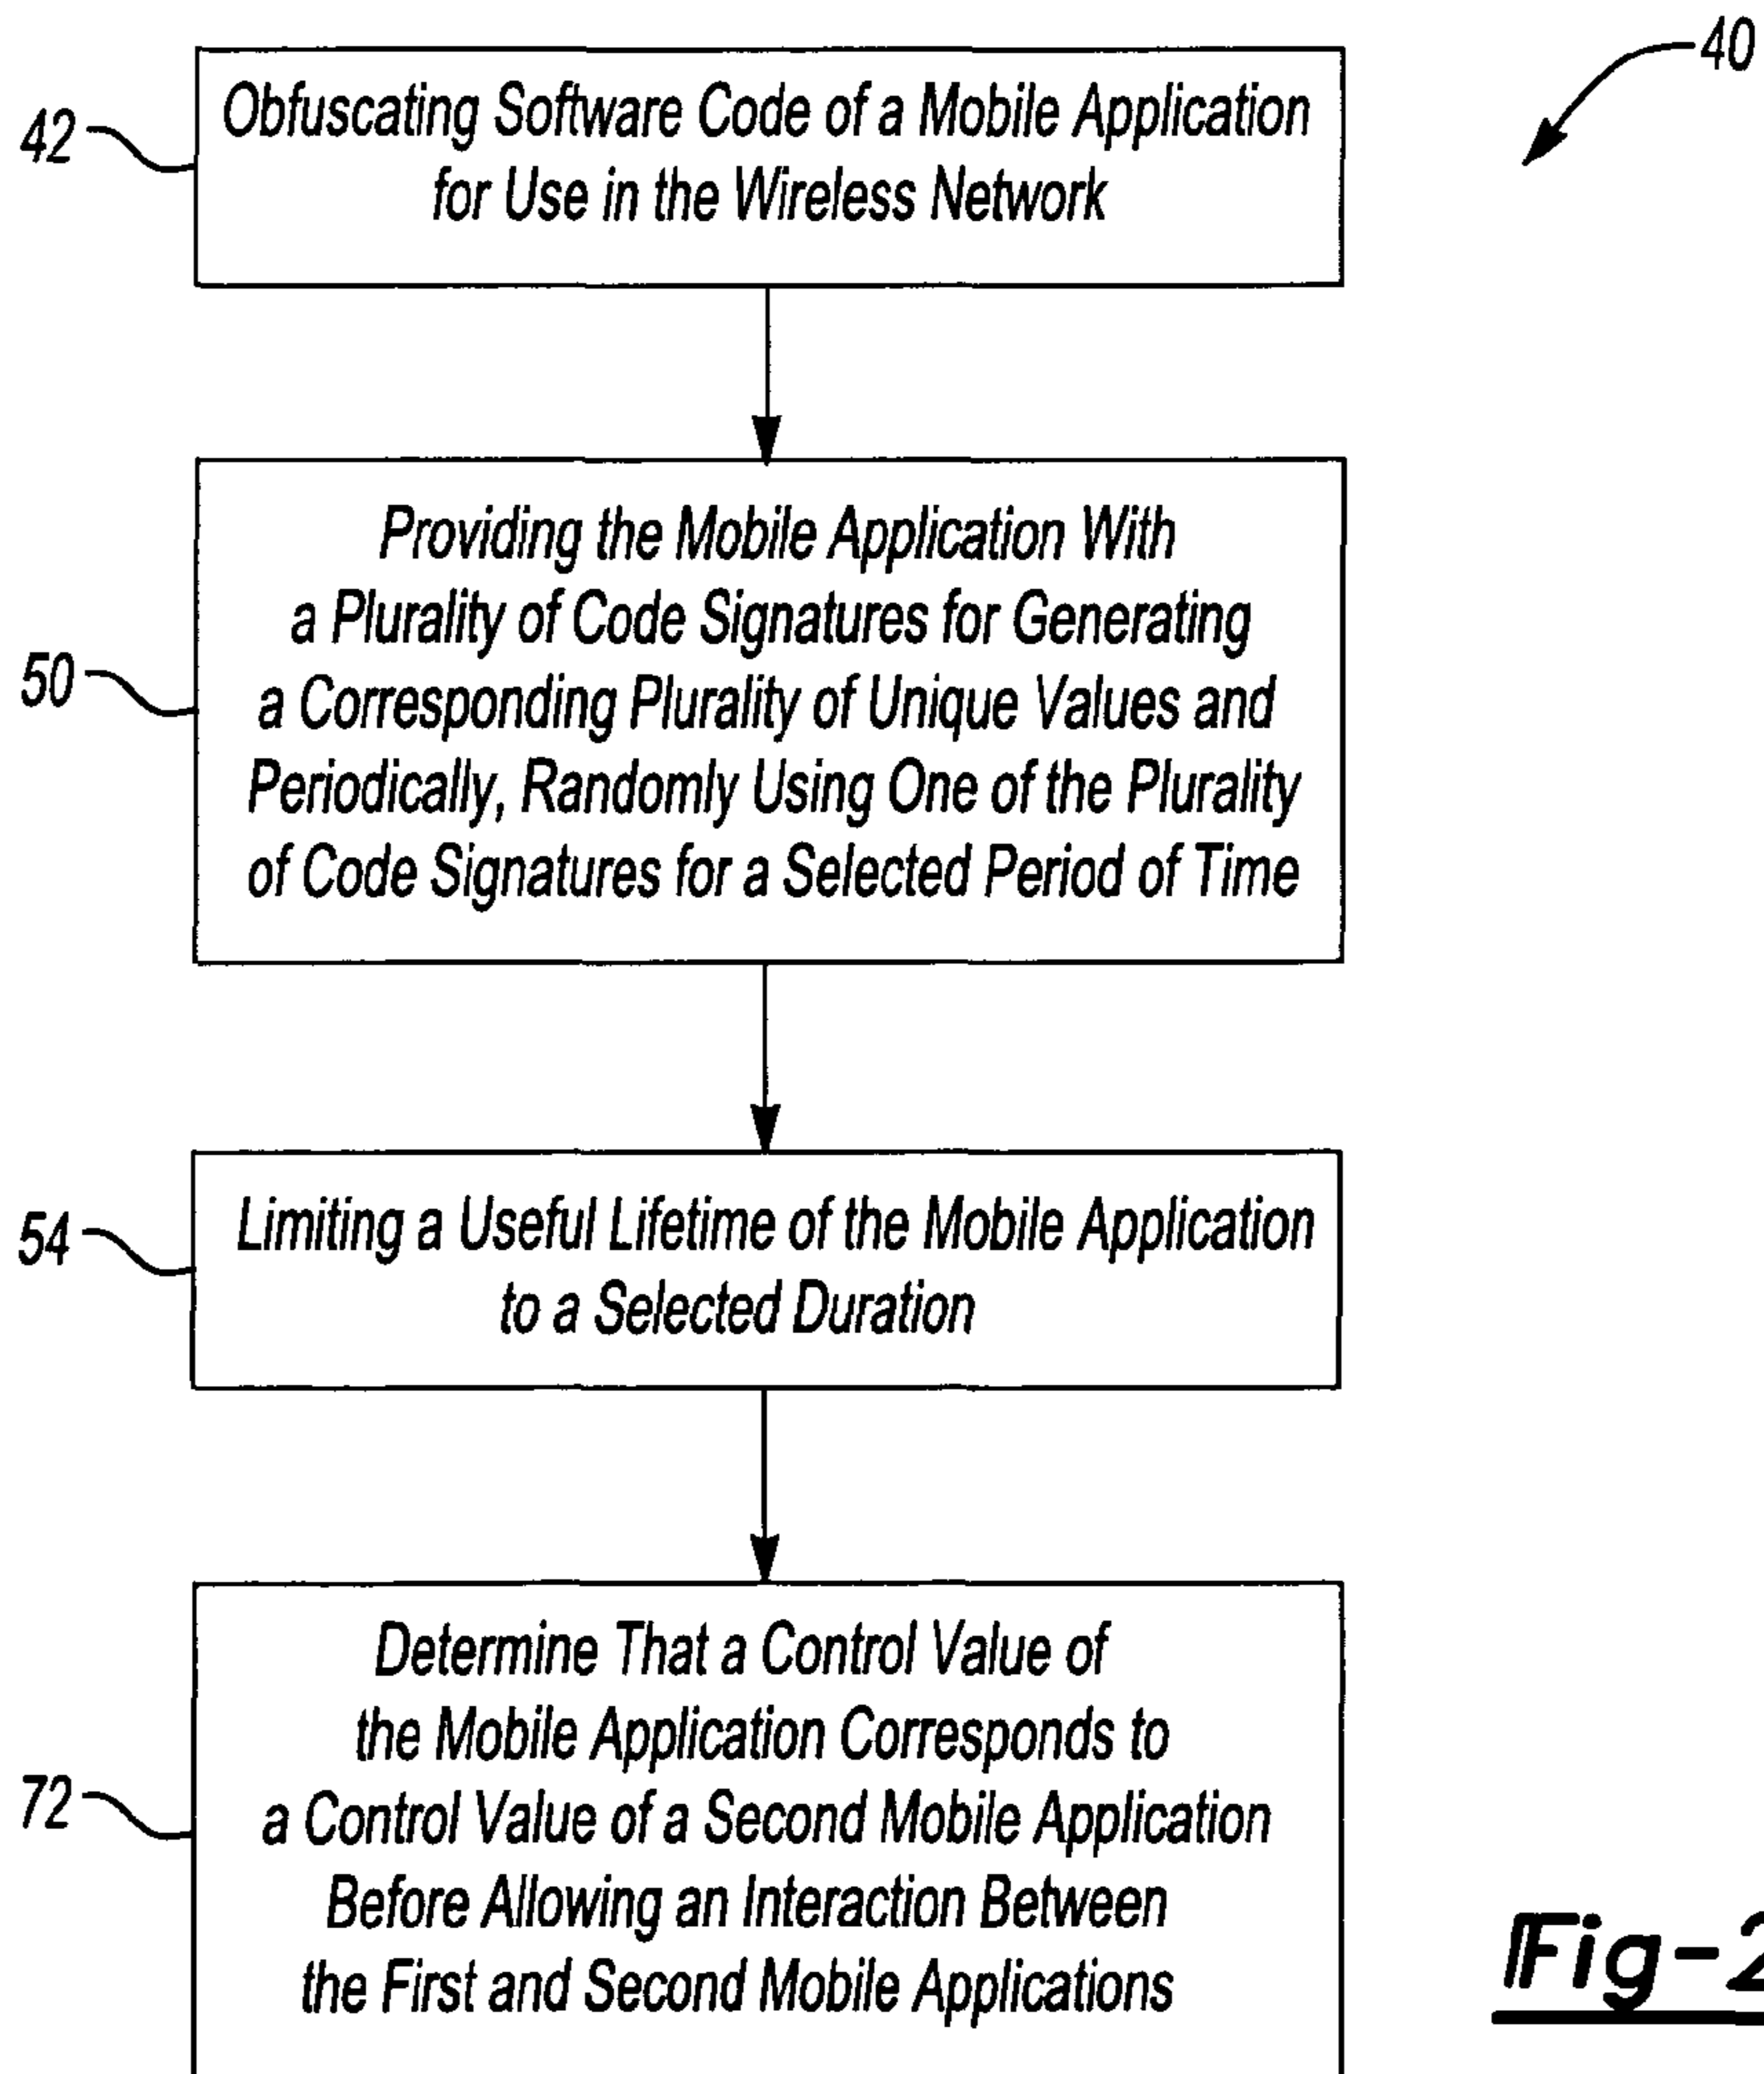 40
42
Obfuscating Software Code of a Mobile Application
for Use in the Wireless Network
50
Providing the Mobile Application With
a Plurality of Code Signatures for Generating
a Corresponding Plurality of Unique Values and
Periodically, Randomly Using One of the Plurality
of Code Signatures for a Selected Period of Time
54
Limiting a Useful Lifetime of the Mobile Application
to a Selected Duration
72
Determine That a Control Value of
the Mobile Application Corresponds to
a Control Value of a Second Mobile Application
Before Allowing an Interaction Between
the First and Second Mobile Applications
Fig-2